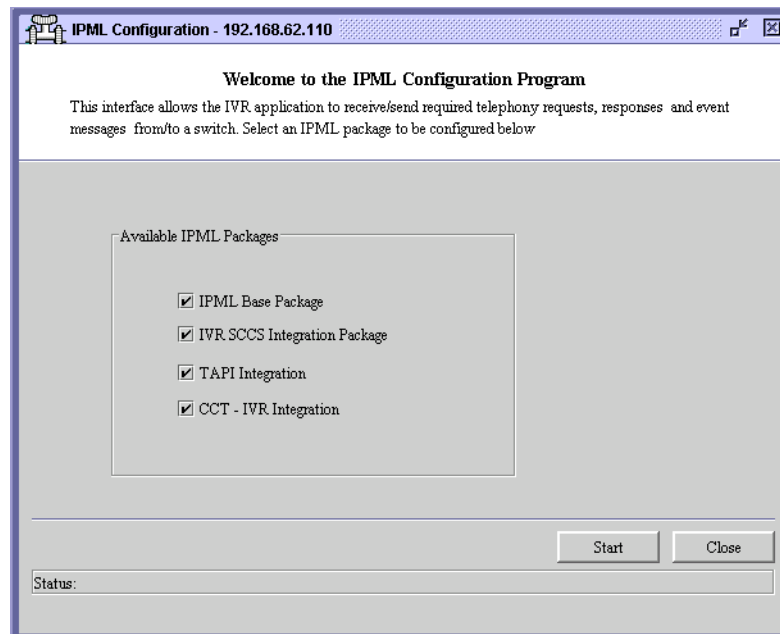 IPML Configuration - 192.168.62.110
Welcome to the IPML Configuration Program
This interface allows the IVR application to receive/send required telephony requests, responses and event
messages from/to a switch. Select an IPML package to be configured below
Available IPML Packages
IPML Base Package
IVR SCCS Integration Package
TAPI Integration
CCT - IVR Integration
Start Close
Status: